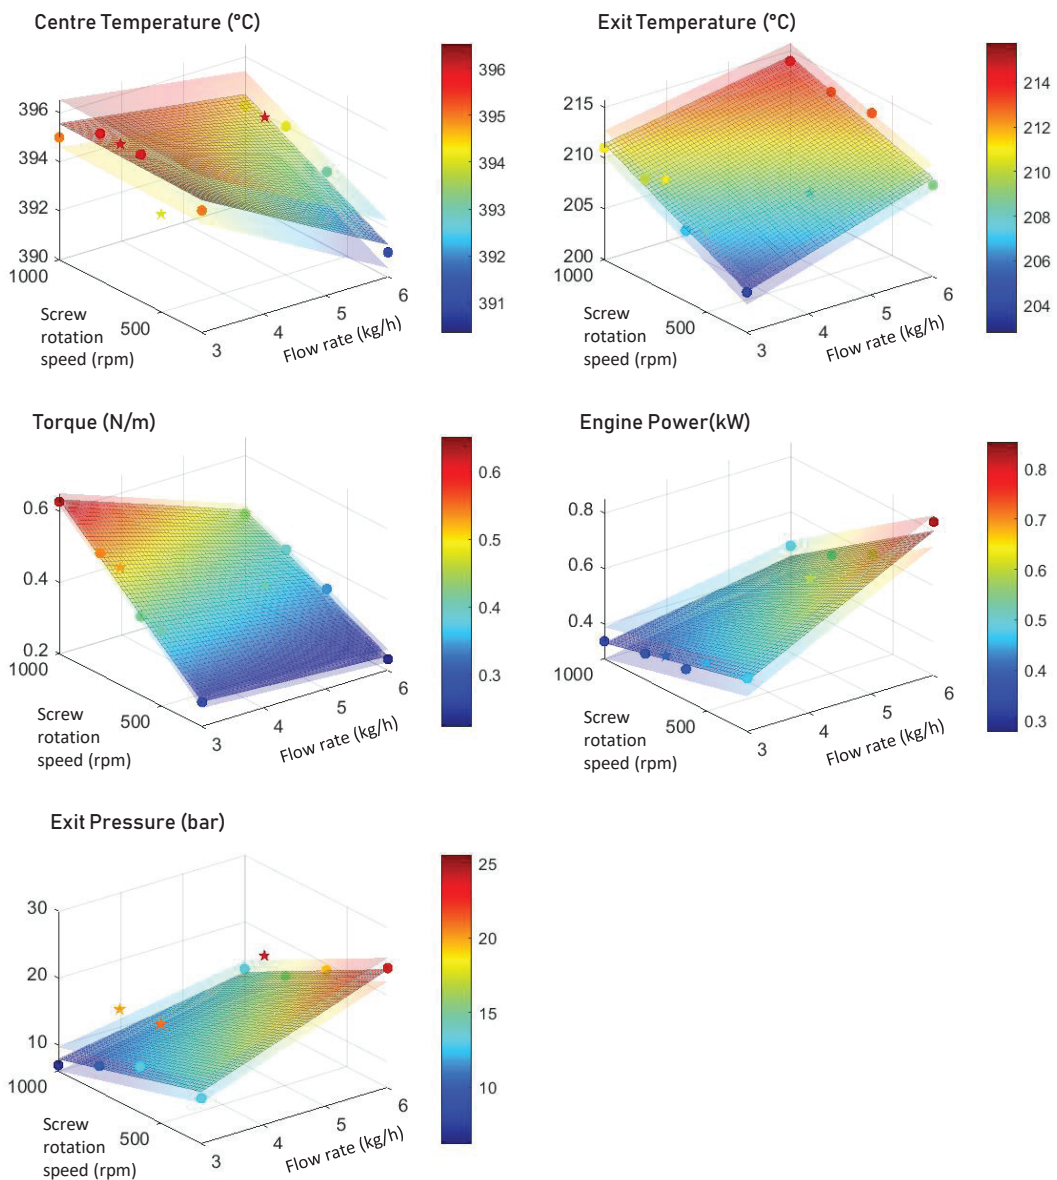 Centre Temperature (°C)
396
394
392
390
1000
500
Screw
rotation
speed (rpm)
3
4
5
6
Flow rate (kg/h)
396
395
394
393
392
391
Exit Temperature (°C)
215
210
205
200
1000
500
Screw
rotation
speed (rpm)
3
4
5
6
Flow rate (kg/h)
214
212
210
208
206
204
Torque (N/m)
0.6
0.4
0.2
1000
500
Screw
rotation
speed (rpm)
3
4
5
6
Flow rate (kg/h)
0.6
0.5
0.4
0.3
Engine Power(kW)
0.8
0.6
0.4
1000
500
Screw
rotation
speed (rpm)
3
4
5
6
Flow rate (kg/h)
0.8
0.7
0.6
0.5
0.4
0.3
Exit Pressure (bar)
30
20
10
1000
500
Screw
rotation
speed (rpm)
3
4
5
6
Flow rate (kg/h)
25
20
15
10